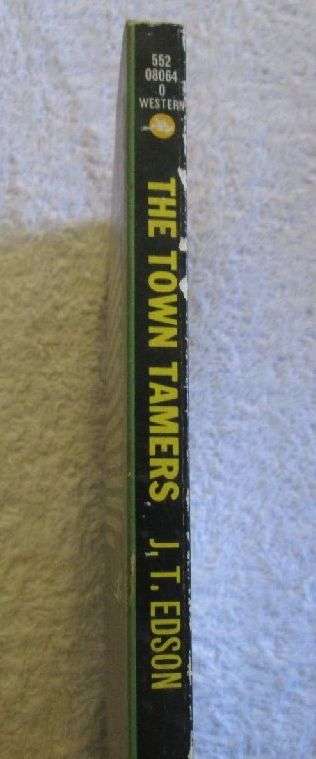 552
08064
0
WESTERN
THE TOWN TAMERS J. T. EDSON